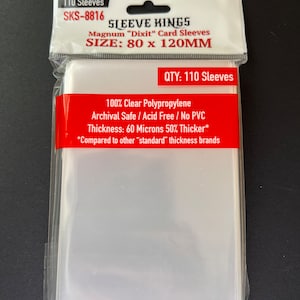 110 Sleeves
SKS-8816
SLEEVE KINGS
Magnum "Dixit" Card Sleeves
SIZE: 80 x 120MM
QTY: 110 Sleeves
100% Clear Polypropylene
Archival Safe / Acid Free / No PVC
Thickness: 60 Microns 50% Thicker*
*Compared to other "standard" thickness brands